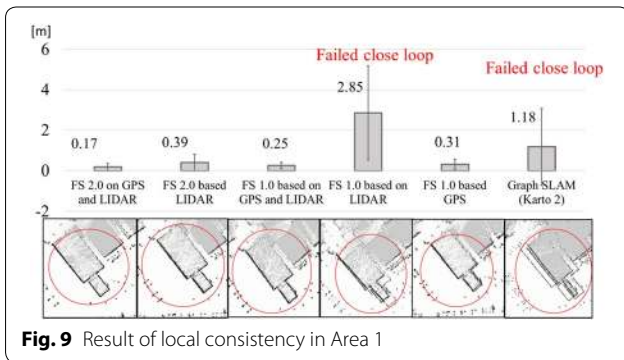 [m]
6
4
2
0
-2
Failed close loop
Failed close loop
0.17
0.39
0.25
2.85
0.31
1.18
FS 2.0 on GPS
and LIDAR
FS 2.0 based
LIDAR
FS 1.0 based on
GPS and LIDAR
FS 1.0 based on
LIDAR
FS 1.0 based
GPS
Graph SLAM
(Karto 2)
Fig. 9 Result of local consistency in Area 1